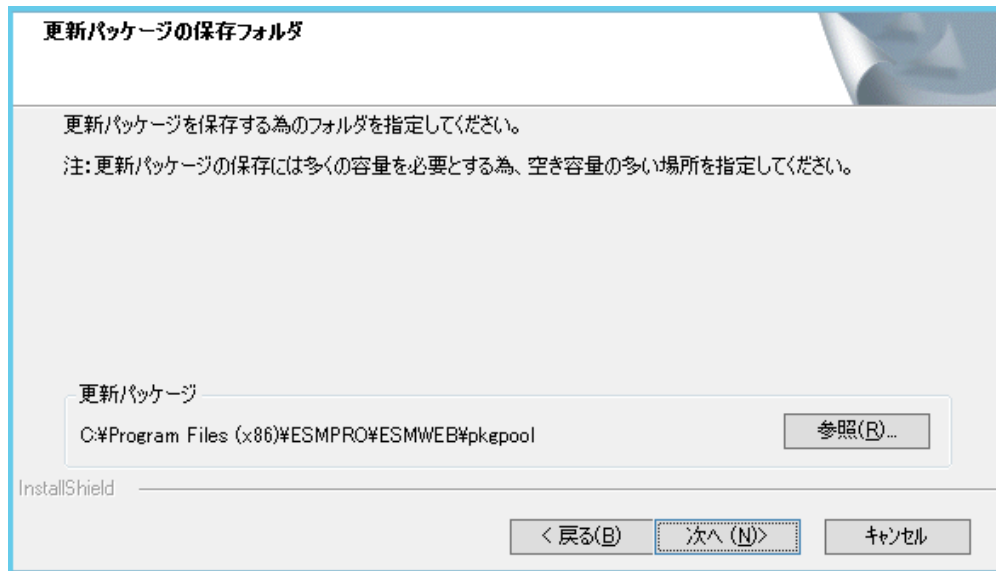 更新パッケージの保存フォルダ
更新パッケージを保存する為のフォルダを指定してください。
注:更新パッケージの保存には多くの容量を必要とする為、空き容量の多い場所を指定してください。
更新パッケージ
C:¥Program Files (x86)¥ESMPRO¥ESMWEB¥pkgpool
参照(R)...
InstallShield
< 戻る(B)
次へ (N)>
キャンセル